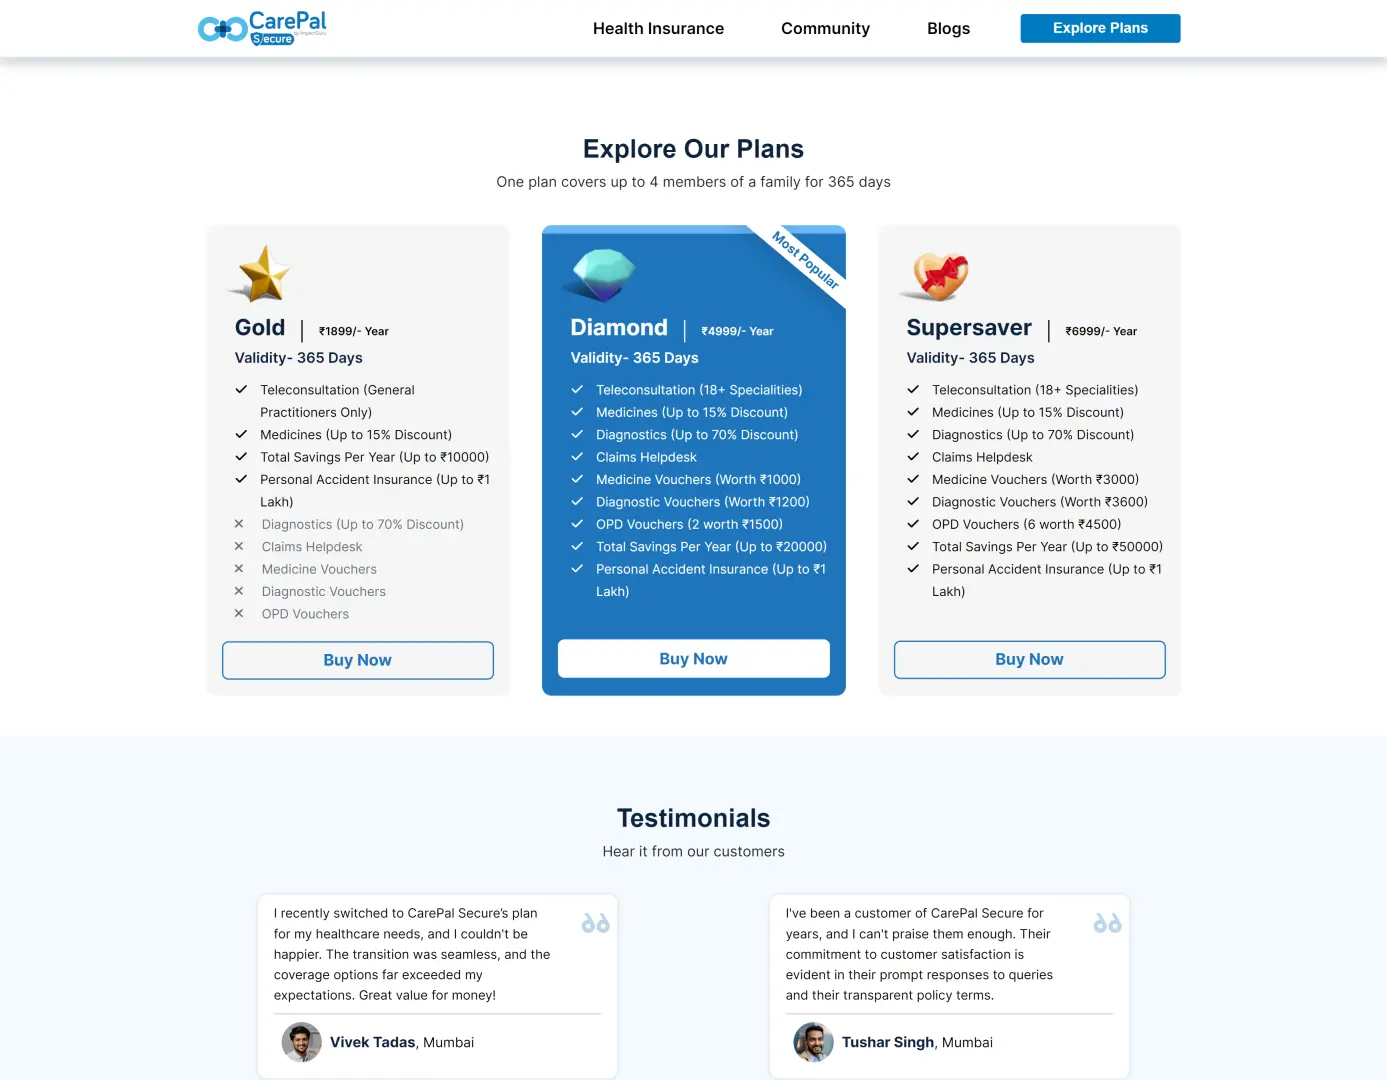 CarePal
Secure
by ImpactGuru
Health Insurance
Community
Blogs
Explore Plans
Explore Our Plans
One plan covers up to 4 members of a family for 365 days
Gold | ₹1899/- Year
Validity- 365 Days
Teleconsultation (General
Practitioners Only)
Medicines (Up to 15% Discount)
Total Savings Per Year (Up to ₹10000)
Personal Accident Insurance (Up to ₹1
Lakh)
Diagnostics (Up to 70% Discount)
Claims Helpdesk
Medicine Vouchers
Diagnostic Vouchers
OPD Vouchers
Buy Now
Most Popular
Diamond | ₹4999/- Year
Validity- 365 Days
Teleconsultation (18+ Specialities)
Medicines (Up to 15% Discount)
Diagnostics (Up to 70% Discount)
Claims Helpdesk
Medicine Vouchers (Worth ₹1000)
Diagnostic Vouchers (Worth ₹1200)
OPD Vouchers (2 worth ₹1500)
Total Savings Per Year (Up to ₹20000)
Personal Accident Insurance (Up to ₹1
Lakh)
Buy Now
Supersaver | ₹6999/- Year
Validity- 365 Days
Teleconsultation (18+ Specialities)
Medicines (Up to 15% Discount)
Diagnostics (Up to 70% Discount)
Claims Helpdesk
Medicine Vouchers (Worth ₹3000)
Diagnostic Vouchers (Worth ₹3600)
OPD Vouchers (6 worth ₹4500)
Total Savings Per Year (Up to ₹50000)
Personal Accident Insurance (Up to ₹1
Lakh)
Buy Now
Testimonials
Hear it from our customers
I recently switched to CarePal Secure's plan
for my healthcare needs, and I couldn't be
happier. The transition was seamless, and the
coverage options far exceeded my
expectations. Great value for money!
Vivek Tadas, Mumbai
I've been a customer of CarePal Secure for
years, and I can't praise them enough. Their
commitment to customer satisfaction is
evident in their prompt responses to queries
and their transparent policy terms.
Tushar Singh, Mumbai